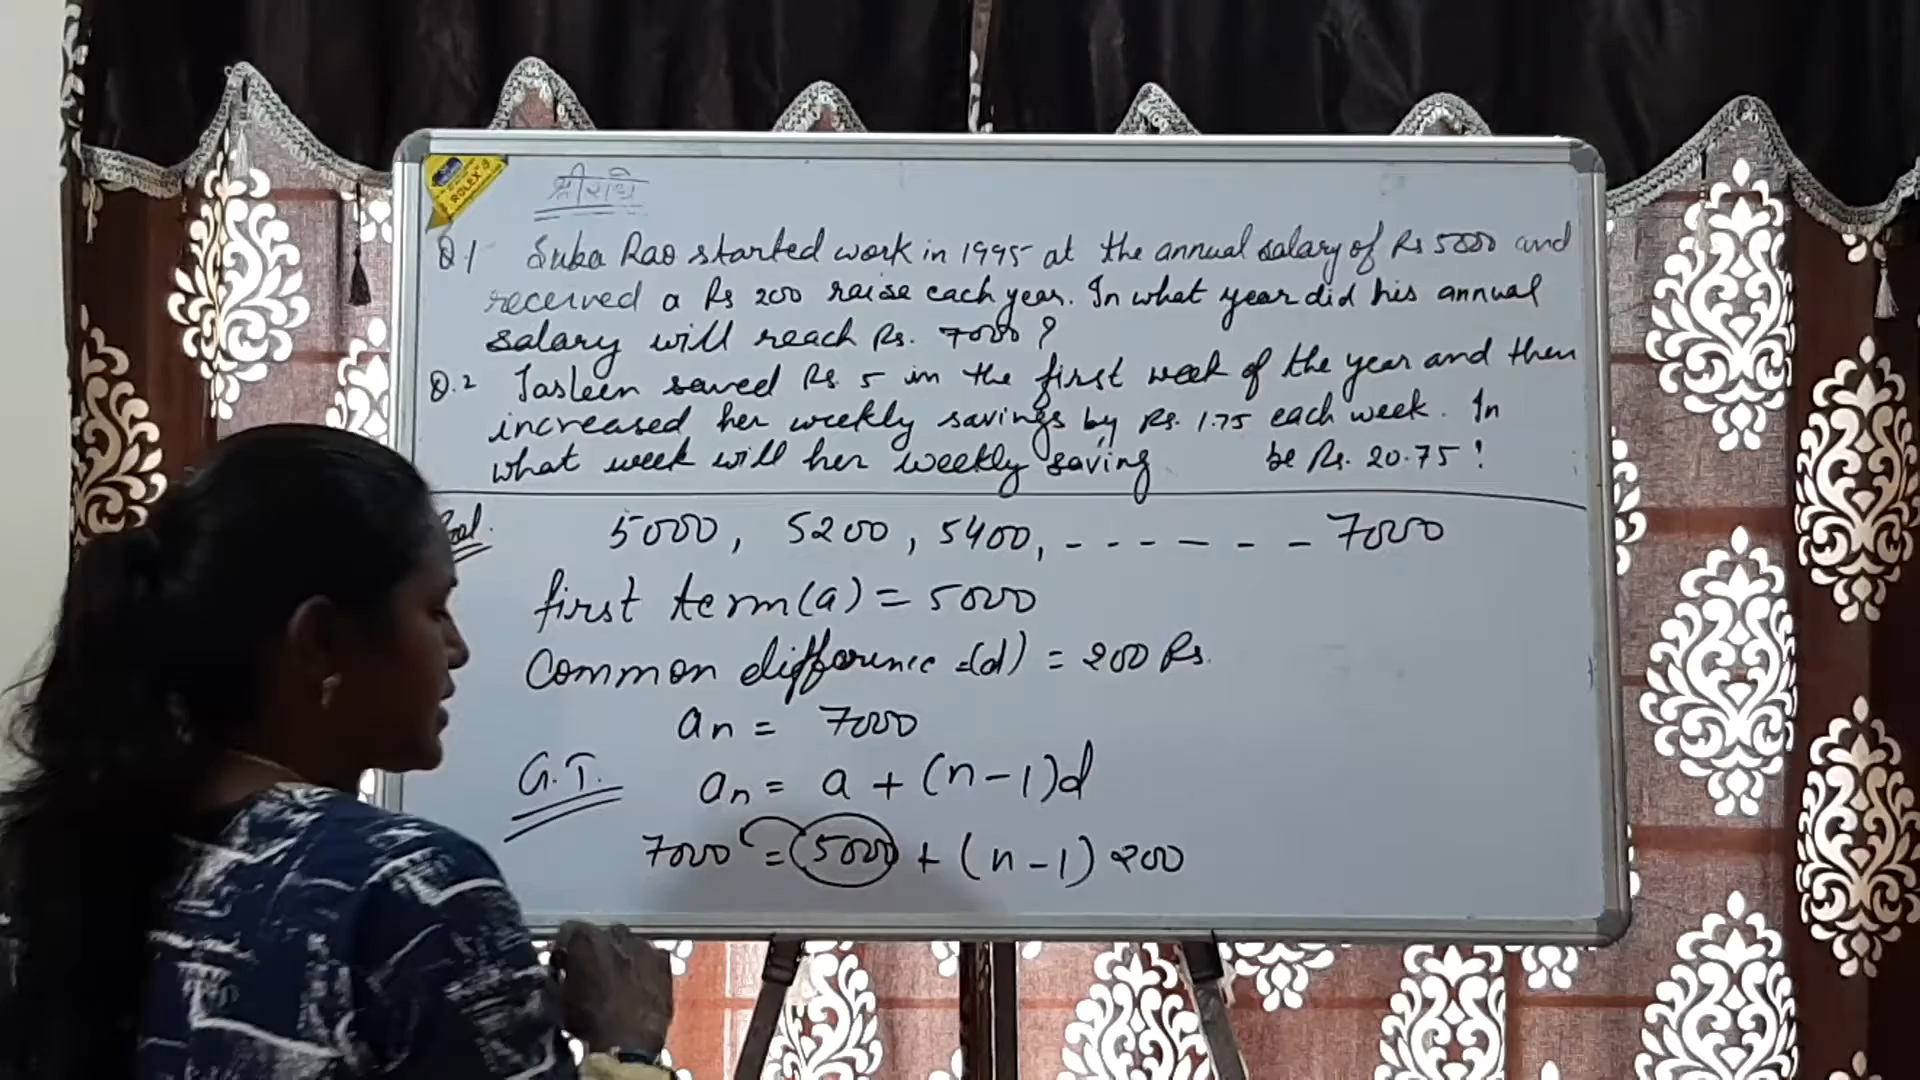 ROLEX
श्री राधे
Q.1 Suba Rao started work in 1995 at the annual salary of Rs 5000 and
received a Rs 200 raise each year. In what year did his annual
salary will reach Rs. 7000?
Q.2 Jasleen saved Rs. 5 in the first week of the year and then
increased her weekly savings by Rs. 1.75 each week. In
what week will her weekly saving be Rs. 20.75!
Sol. 5000, 5200, 5400, - - - - - - - 7000
first term (a) = 5000
Common difference (d) = 200 Rs.
an = 7000
G.T. an = a + (n-1)d
7000 = 5000 + (n-1) 200